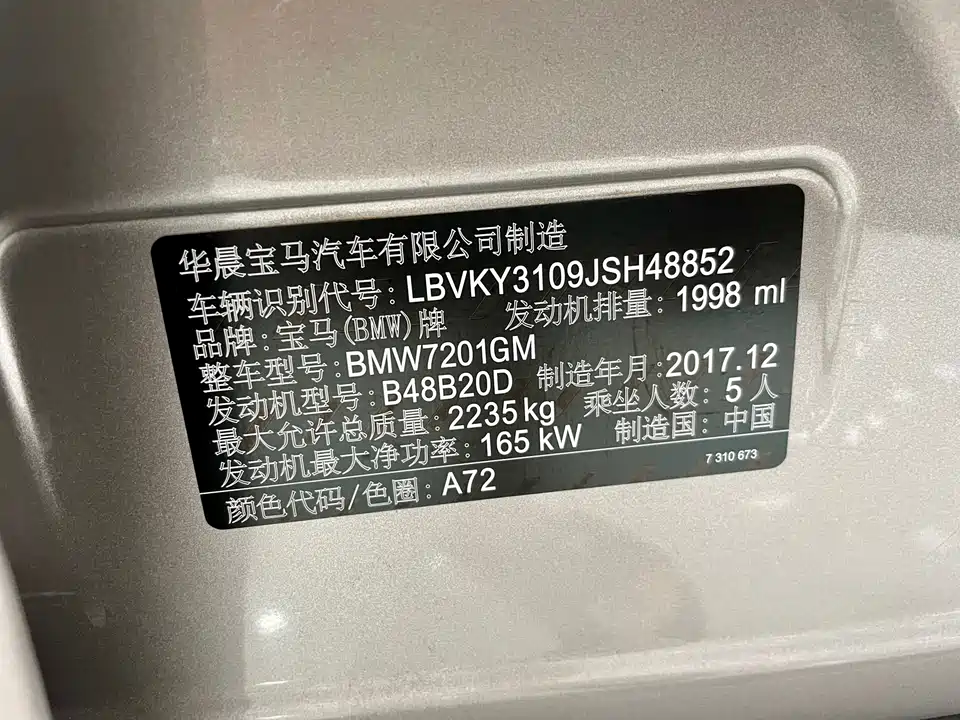 华晨宝马汽车有限公司制造
车辆识别代号: LBVKY3109JSH48852
品牌: 宝马(BMW)牌 发动机排量: 1998 ml
整车型号: BMW7201GM
发动机型号: B48B20D 制造年月: 2017.12
最大允许总质量: 2235 kg 乘坐人数: 5 人
发动机最大净功率: 165 kW 制造国: 中国
7 310 673
颜色代码/色圈: A72